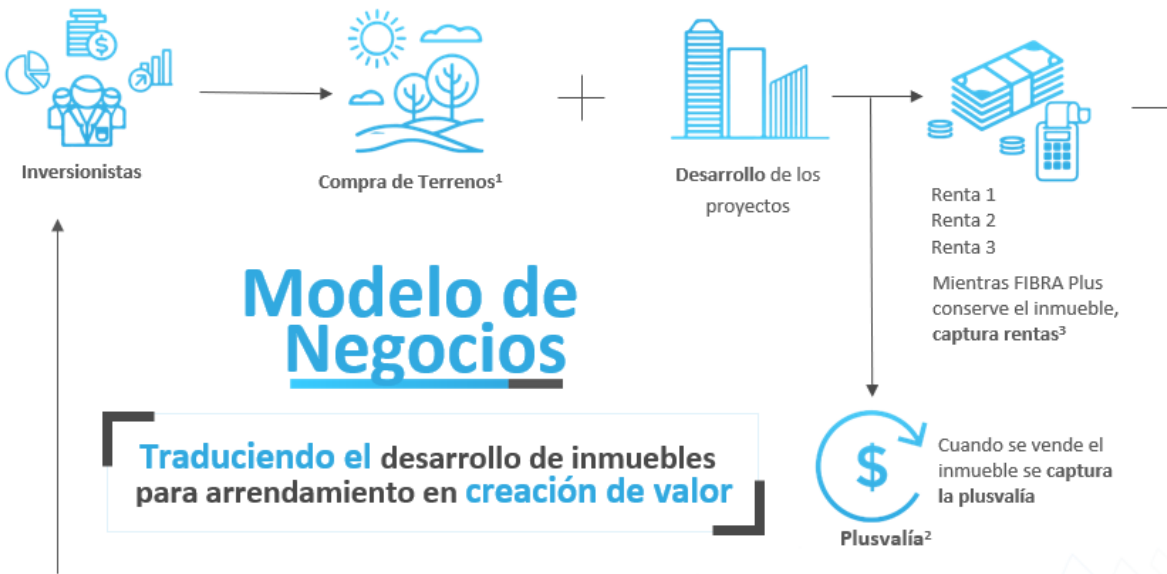 Inversionistas
Compra de Terrenos¹
Desarrollo de los
proyectos
Renta 1
Renta 2
Renta 3
Mientras FIBRA Plus
conserve el inmueble,
captura rentas³
Modelo de
Negocios
Traduciendo el desarrollo de inmuebles
para arrendamiento en creación de valor
$
Cuando se vende el
inmueble se captura
la plusvalía
Plusvalía²